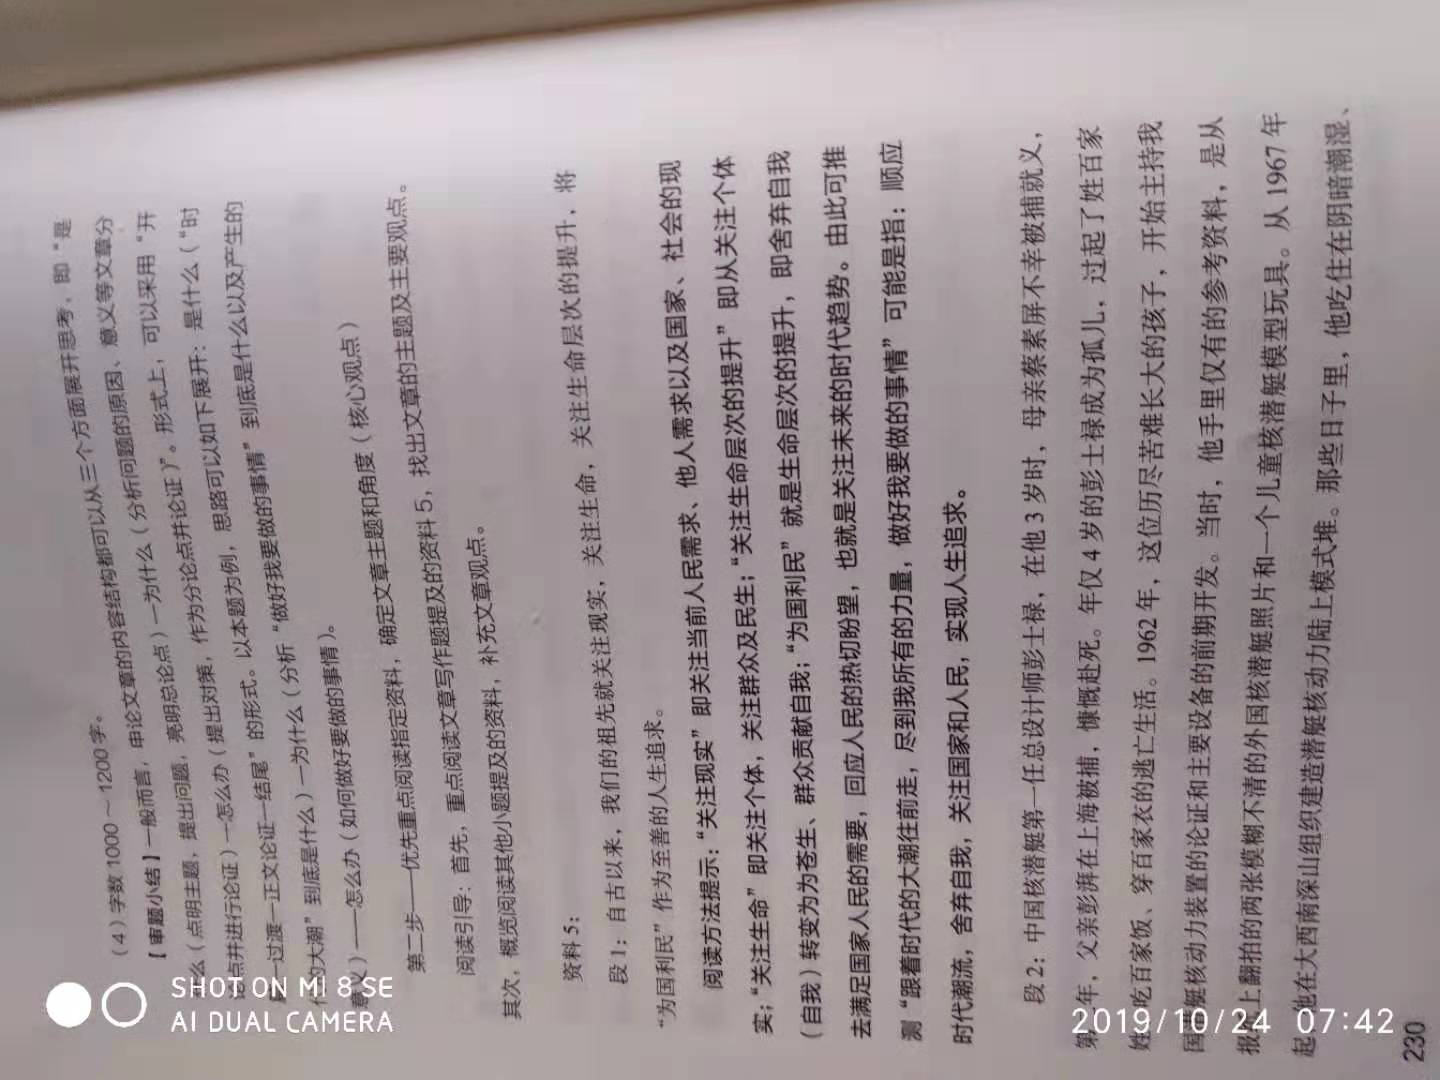 （4）字数1000～1200字。
【审题小结】一般而言，申论文章的内容结构都可以从三个方面展开思考，即“是
什么（点明主题，提出问题，亮明总论点）—为什么（分析问题的原因、意义等文章分
论点并进行论证）—怎么办（提出对策，作为分论点并论证）”。形式上，可以采用“开
头—过渡—正文论证—结尾”的形式。以本题为例，思路可以如下展开：是什么（“时
代的大潮”到底是什么）—为什么（分析“做好我要做的事情”到底是什么以及产生的
意义）——怎么办（如何做好要做的事情）。
第二步——优先重点阅读指定资料，确定文章主题和角度（核心观点）
阅读引导：首先，重点阅读文章写作题提及的资料5，找出文章的主题及主要观点。
其次，概览阅读其他小题提及的资料，补充文章观点。
资料5：
段1：自古以来，我们的祖先就关注现实，关注生命，关注生命层次的提升，将
“为国利民”作为至善的人生追求。
阅读方法提示：“关注现实”即关注当前人民需求、他人需求以及国家、社会的现
实；“关注生命”即关注个体，关注群众及民生；“关注生命层次的提升”即从关注个体
（自我）转变为为苍生、群众贡献自我；“为国利民”就是生命层次的提升，即舍弃自我
去满足国家人民的需要，回应人民的热切盼望，也就是关注未来的时代趋势。由此可推
测“跟着时代的大潮往前走，尽到我所有的力量，做好我要做的事情”可能是指：顺应
时代潮流，舍弃自我，关注国家和人民，实现人生追求。
段2：中国核潜艇第一任总设计师彭士禄，在他3岁时，母亲蔡素屏不幸被捕就义，
第二年，父亲彭湃在上海被捕，慷慨赴死。年仅4岁的彭士禄成为孤儿，过起了姓百家
姓、吃百家饭、穿百家衣的逃亡生活。1962年，这位历尽苦难长大的孩子，开始主持我
国潜艇核动力装置的论证和主要设备的前期开发。当时，他手里仅有的参考资料，是从
报纸上翻拍的两张模糊不清的外国核潜艇照片和一个儿童核潜艇模型玩具。从1967年
起，他在大西南深山组织建造潜艇核动力陆上模式堆。那些日子里，他吃住在阴暗潮湿、
230
SHOT ON MI 8 SE
AI DUAL CAMERA
2019/10/24 07:42